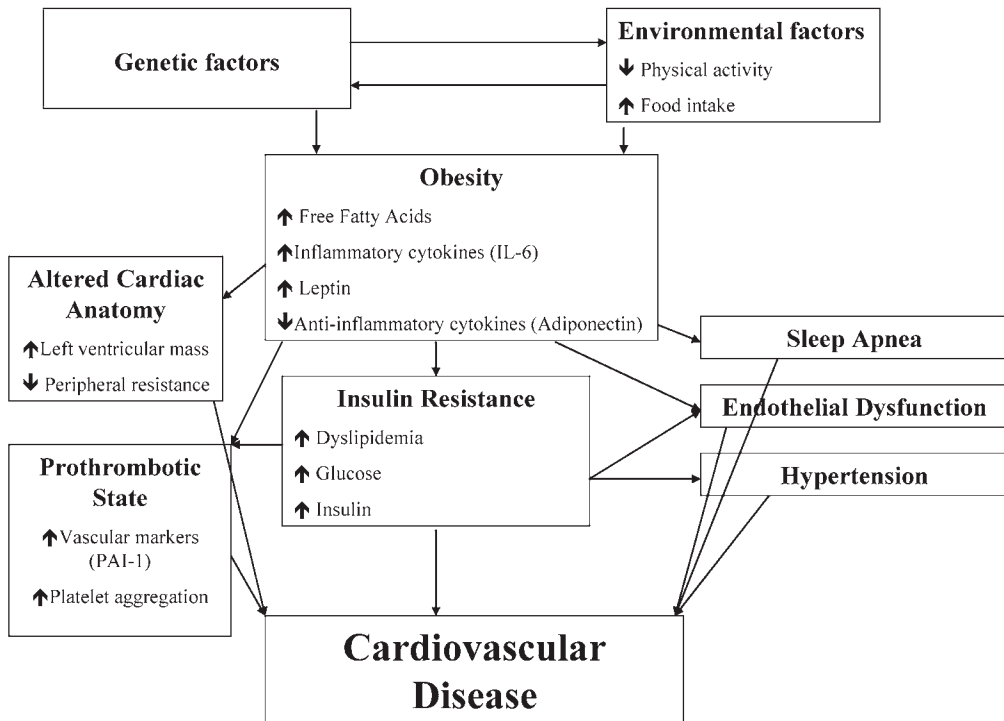 Genetic factors
Environmental factors
Physical activity
Food intake
Obesity
Free Fatty Acids
Inflammatory cytokines (IL-6)
Leptin
Anti-inflammatory cytokines (Adiponectin)
Altered Cardiac
Anatomy
Left ventricular mass
Peripheral resistance
Sleep Apnea
Endothelial Dysfunction
Hypertension
Insulin Resistance
Dyslipidemia
Glucose
Insulin
Prothrombotic
State
Vascular markers
(PAI-1)
Platelet aggregation
Cardiovascular
Disease